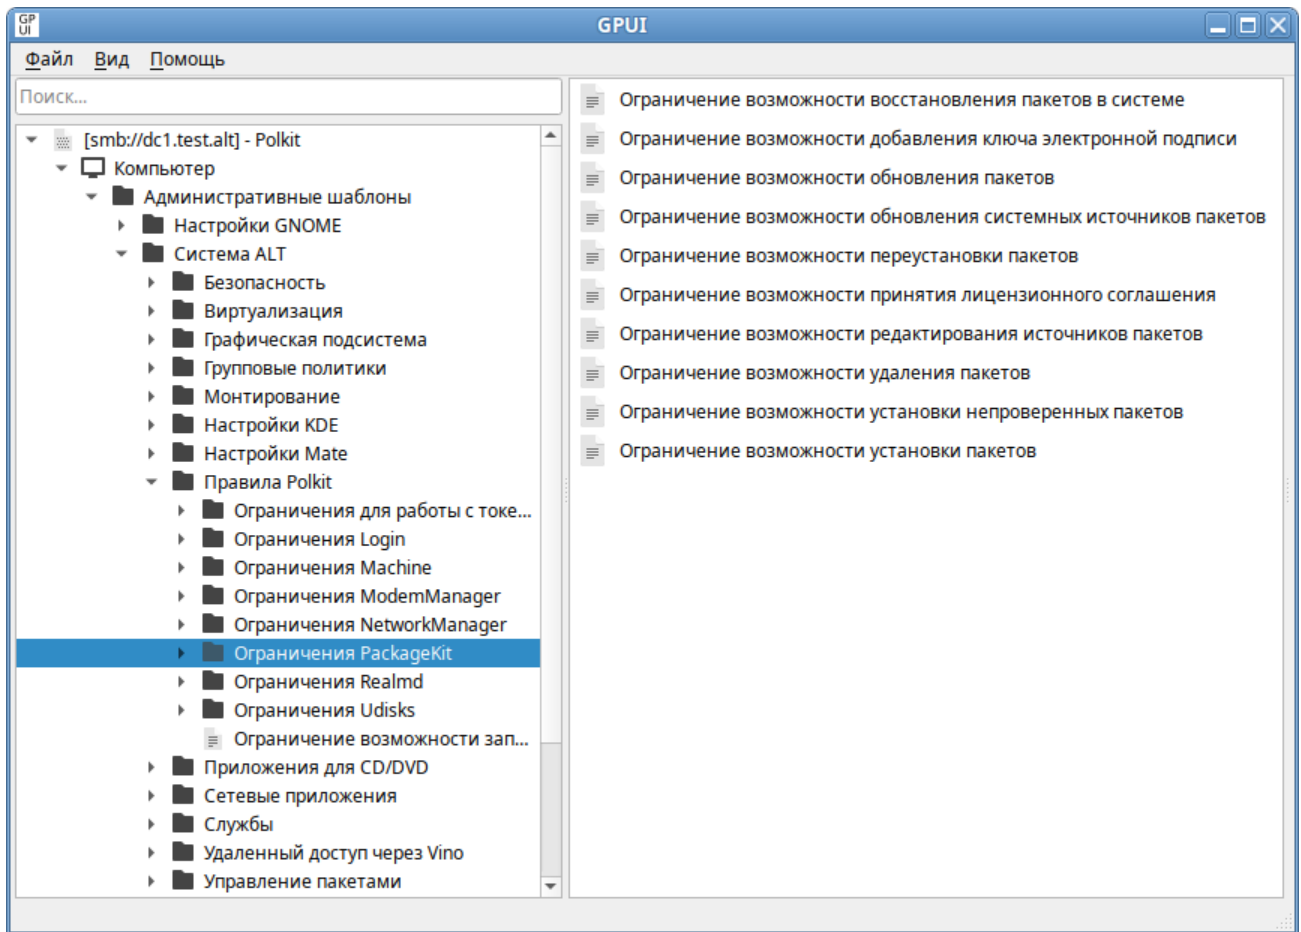 GP
UI
GPUI
Файл Вид Помощь
Поиск...
[smb://dc1.test.alt] - Polkit
Компьютер
Административные шаблоны
Настройки GNOME
Система ALT
Безопасность
Виртуализация
Графическая подсистема
Групповые политики
Монтирование
Настройки KDE
Настройки Mate
Правила Polkit
Ограничения для работы с токе...
Ограничения Login
Ограничения Machine
Ограничения ModemManager
Ограничения NetworkManager
Ограничения PackageKit
Ограничения Realmd
Ограничения Udisks
Ограничение возможности зап...
Приложения для CD/DVD
Сетевые приложения
Службы
Удаленный доступ через Vino
Управление пакетами
Ограничение возможности восстановления пакетов в системе
Ограничение возможности добавления ключа электронной подписи
Ограничение возможности обновления пакетов
Ограничение возможности обновления системных источников пакетов
Ограничение возможности переустановки пакетов
Ограничение возможности принятия лицензионного соглашения
Ограничение возможности редактирования источников пакетов
Ограничение возможности удаления пакетов
Ограничение возможности установки непроверенных пакетов
Ограничение возможности установки пакетов